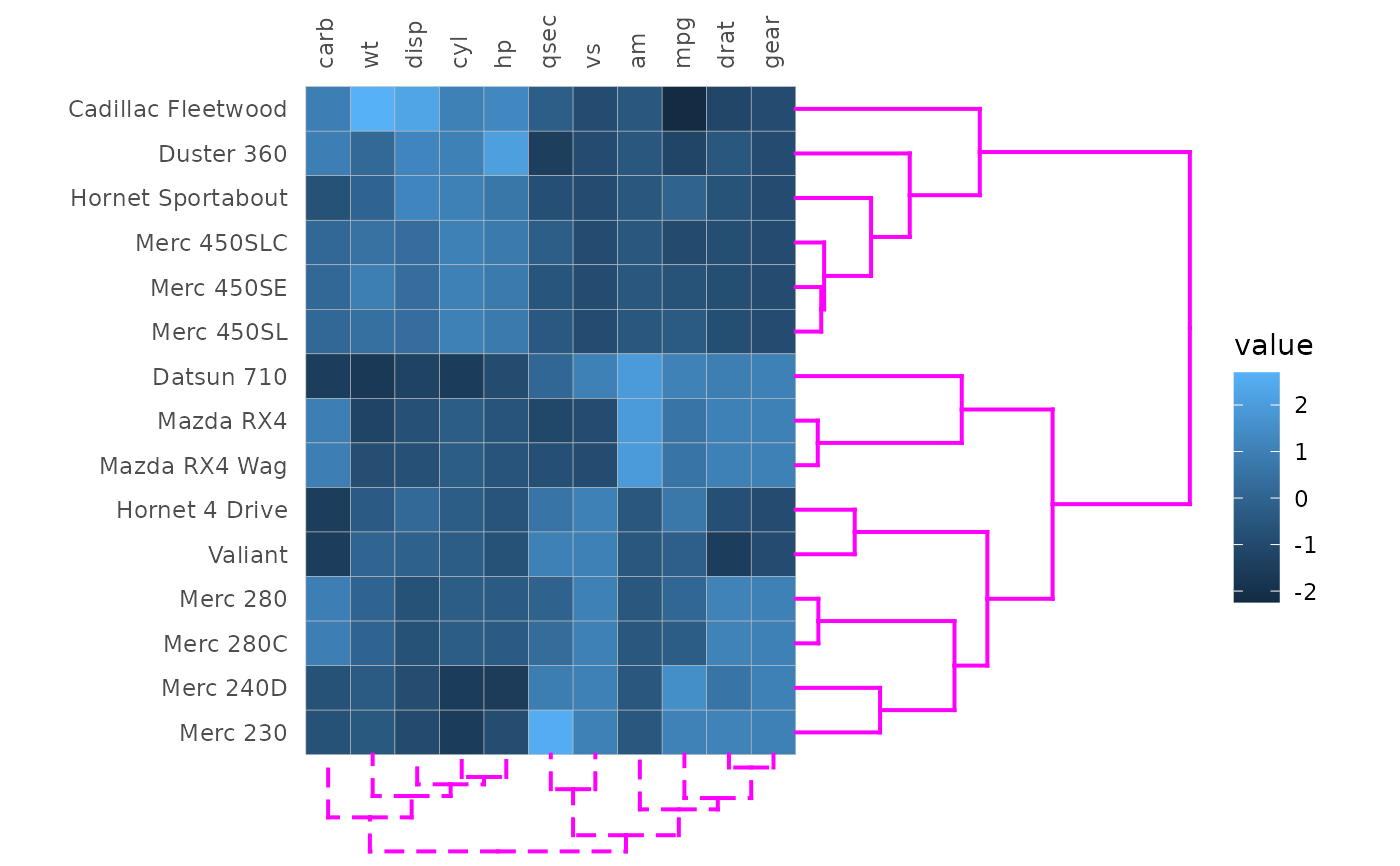 carb wt disp cyl hp qsec vs am mpg drat gear
Cadillac Fleetwood
Duster 360
Hornet Sportabout
Merc 450SLC
Merc 450SE
Merc 450SL
Datsun 710
Mazda RX4
Mazda RX4 Wag
Hornet 4 Drive
Valiant
Merc 280
Merc 280C
Merc 240D
Merc 230
value
2
1
0
-1
-2